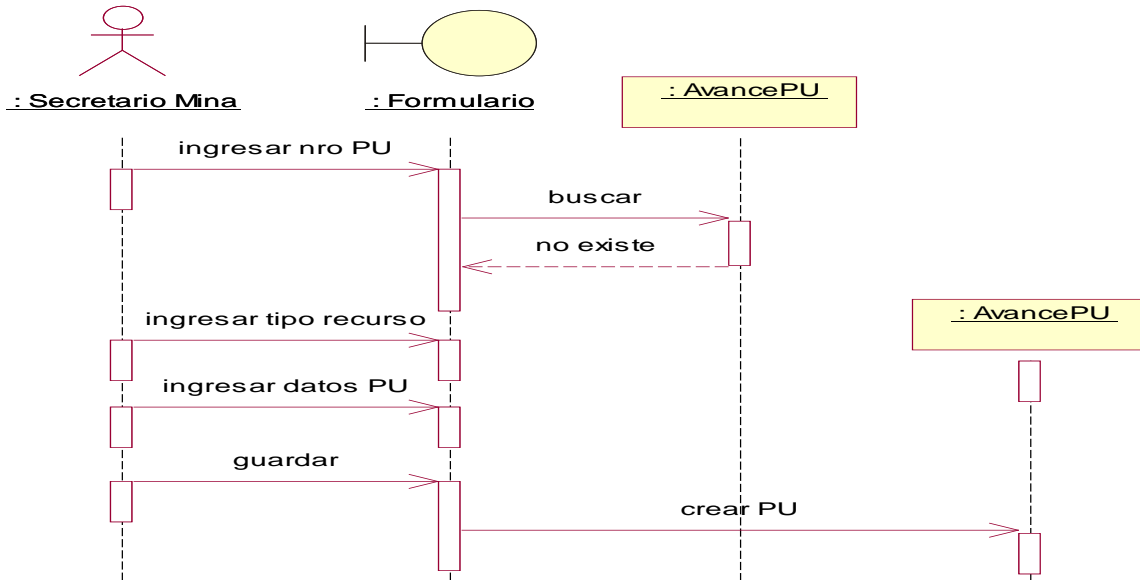 : Secretario Mina
: Formulario
: AvancePU
ingresar nro PU
buscar
no existe
: AvancePU
ingresar tipo recurso
ingresar datos PU
guardar
crear PU